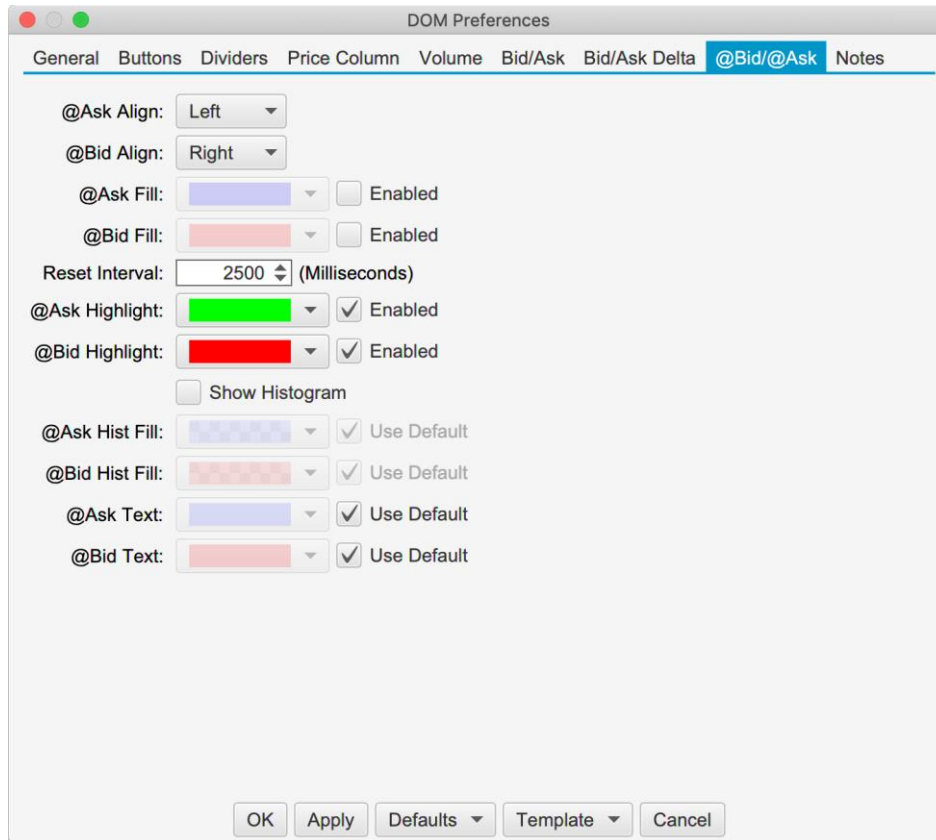 DOM Preferences
General Buttons Dividers Price Column Volume Bid/Ask Bid/Ask Delta @Bid/@Ask Notes
@Ask Align: Left
@Bid Align: Right
@Ask Fill: Enabled
@Bid Fill: Enabled
Reset Interval: 2500 (Milliseconds)
@Ask Highlight: Enabled
@Bid Highlight: Enabled
Show Histogram
@Ask Hist Fill: Use Default
@Bid Hist Fill: Use Default
@Ask Text: Use Default
@Bid Text: Use Default
OK Apply Defaults Template Cancel